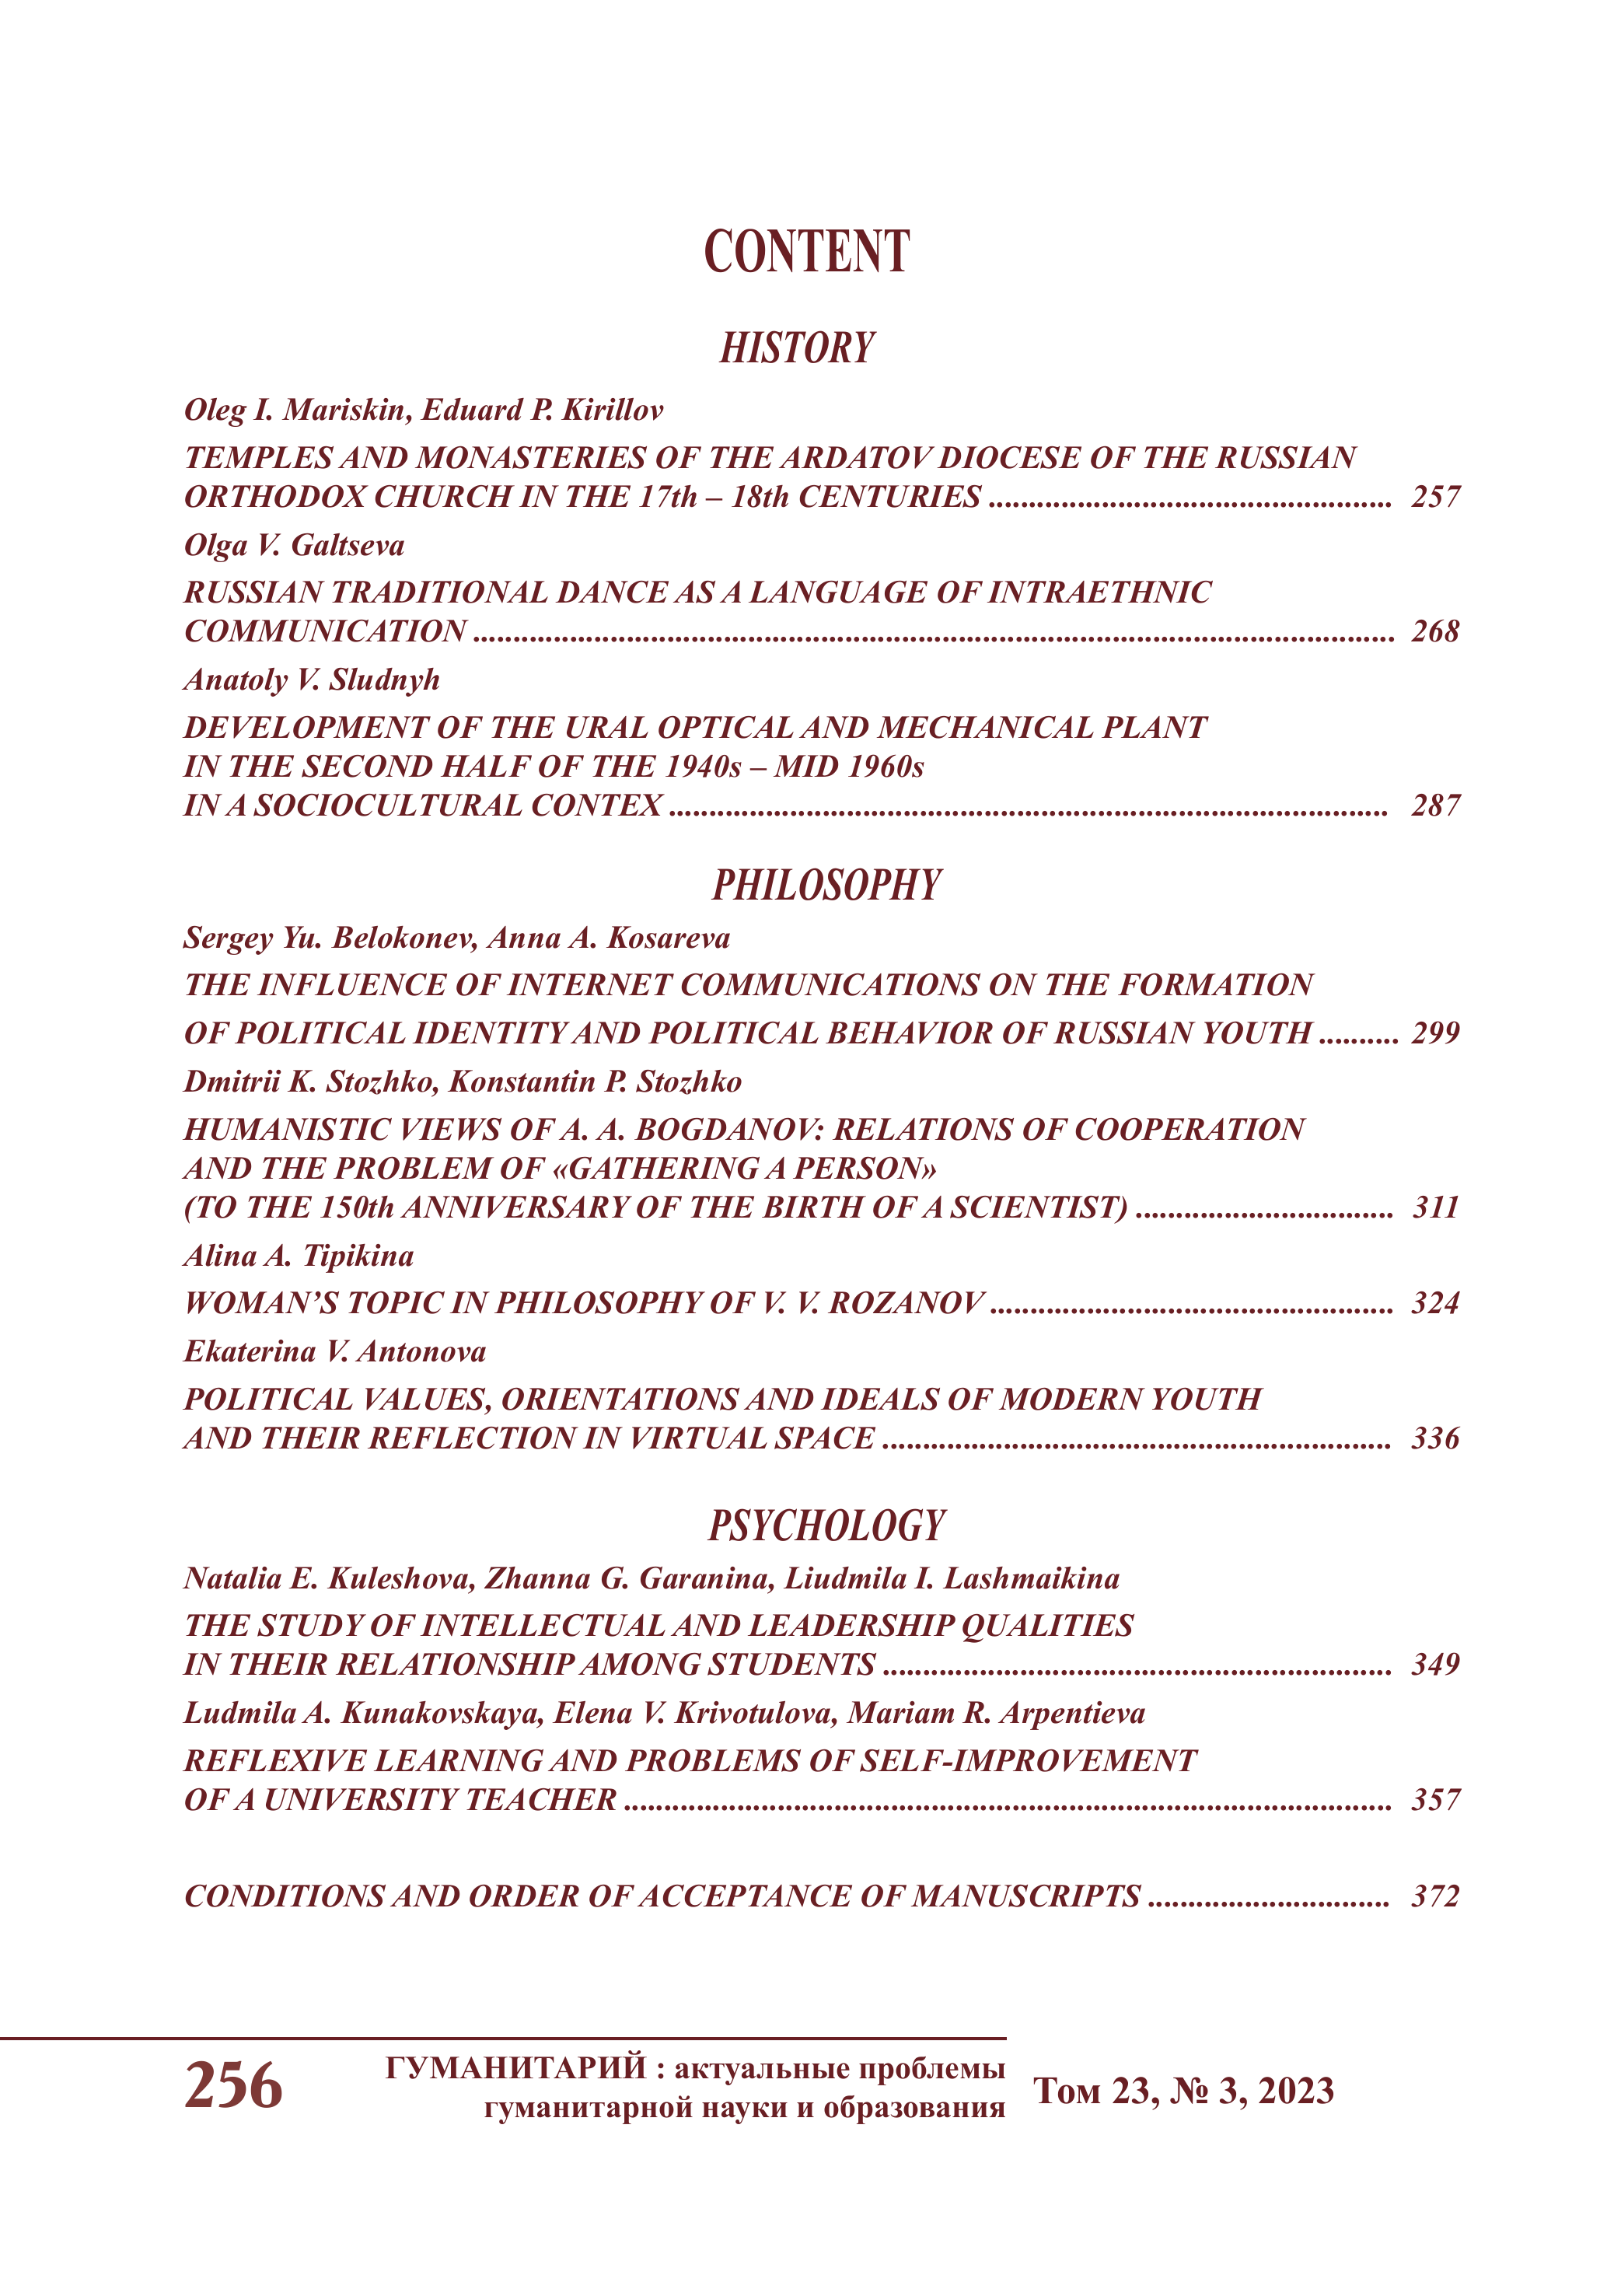 CONTENT
HISTORY
Oleg I. Mariskin, Eduard P. Kirillov
TEMPLES AND MONASTERIES OF THE ARDATOV DIOCESE OF THE RUSSIAN
ORTHODOX CHURCH IN THE 17th – 18th CENTURIES .................................................. 257
Olga V. Galtseva
RUSSIAN TRADITIONAL DANCE AS A LANGUAGE OF INTRAETHNIC
COMMUNICATION .................................................................................................................. 268
Anatoly V. Sludnyh
DEVELOPMENT OF THE URAL OPTICAL AND MECHANICAL PLANT
IN THE SECOND HALF OF THE 1940s – MID 1960s
IN A SOCIOCULTURAL CONTEX ......................................................................................... 287
PHILOSOPHY
Sergey Yu. Belokonev, Anna A. Kosareva
THE INFLUENCE OF INTERNET COMMUNICATIONS ON THE FORMATION
OF POLITICAL IDENTITY AND POLITICAL BEHAVIOR OF RUSSIAN YOUTH .......... 299
Dmitrii K. Stozhko, Konstantin P. Stozhko
HUMANISTIC VIEWS OF A. A. BOGDANOV: RELATIONS OF COOPERATION
AND THE PROBLEM OF «GATHERING A PERSON»
(TO THE 150th ANNIVERSARY OF THE BIRTH OF A SCIENTIST) ................................ 311
Alina A. Tipikina
WOMAN’S TOPIC IN PHILOSOPHY OF V. V. ROZANOV .................................................. 324
Ekaterina V. Antonova
POLITICAL VALUES, ORIENTATIONS AND IDEALS OF MODERN YOUTH
AND THEIR REFLECTION IN VIRTUAL SPACE ............................................................... 336
PSYCHOLOGY
Natalia E. Kuleshova, Zhanna G. Garanina, Liudmila I. Lashmaikina
THE STUDY OF INTELLECTUAL AND LEADERSHIP QUALITIES
IN THEIR RELATIONSHIP AMONG STUDENTS ............................................................... 349
Ludmila A. Kunakovskaya, Elena V. Krivotulova, Mariam R. Arpentieva
REFLEXIVE LEARNING AND PROBLEMS OF SELF-IMPROVEMENT
OF A UNIVERSITY TEACHER ............................................................................................... 357
CONDITIONS AND ORDER OF ACCEPTANCE OF MANUSCRIPTS .............................. 372
256
ГУМАНИТАРИЙ : актуальные проблемы
гуманитарной науки и образования
Том 23, № 3, 2023